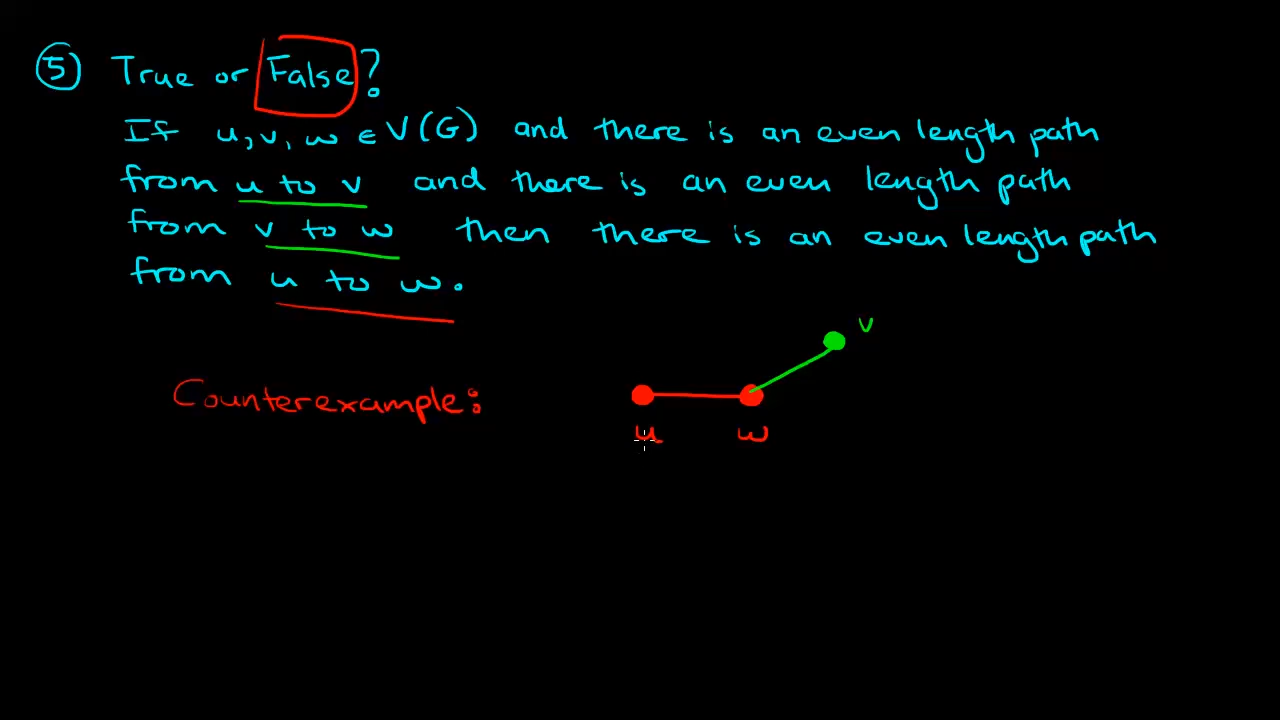 5 True or False?
If u, v, w ∈ V(G) and there is an even length path
from u to v and there is an even length path
from v to w then there is an even length path
from u to w.
v
Counterexample:
u w